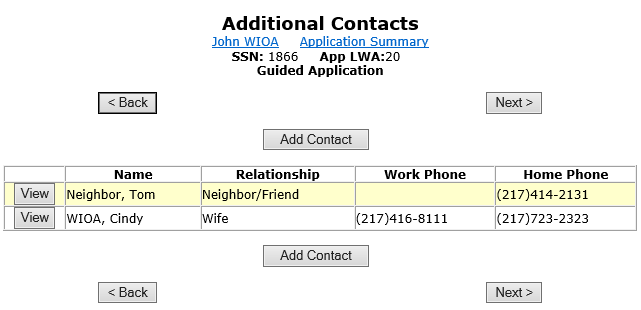 Additional Contacts
John WIOA Application Summary
SSN: 1866 App LWA:20
Guided Application
< Back Next >
Add Contact
Name Relationship Work Phone Home Phone
View Neighbor, Tom Neighbor/Friend (217)414-2131
View WIOA, Cindy Wife (217)416-8111 (217)723-2323
Add Contact
< Back Next >